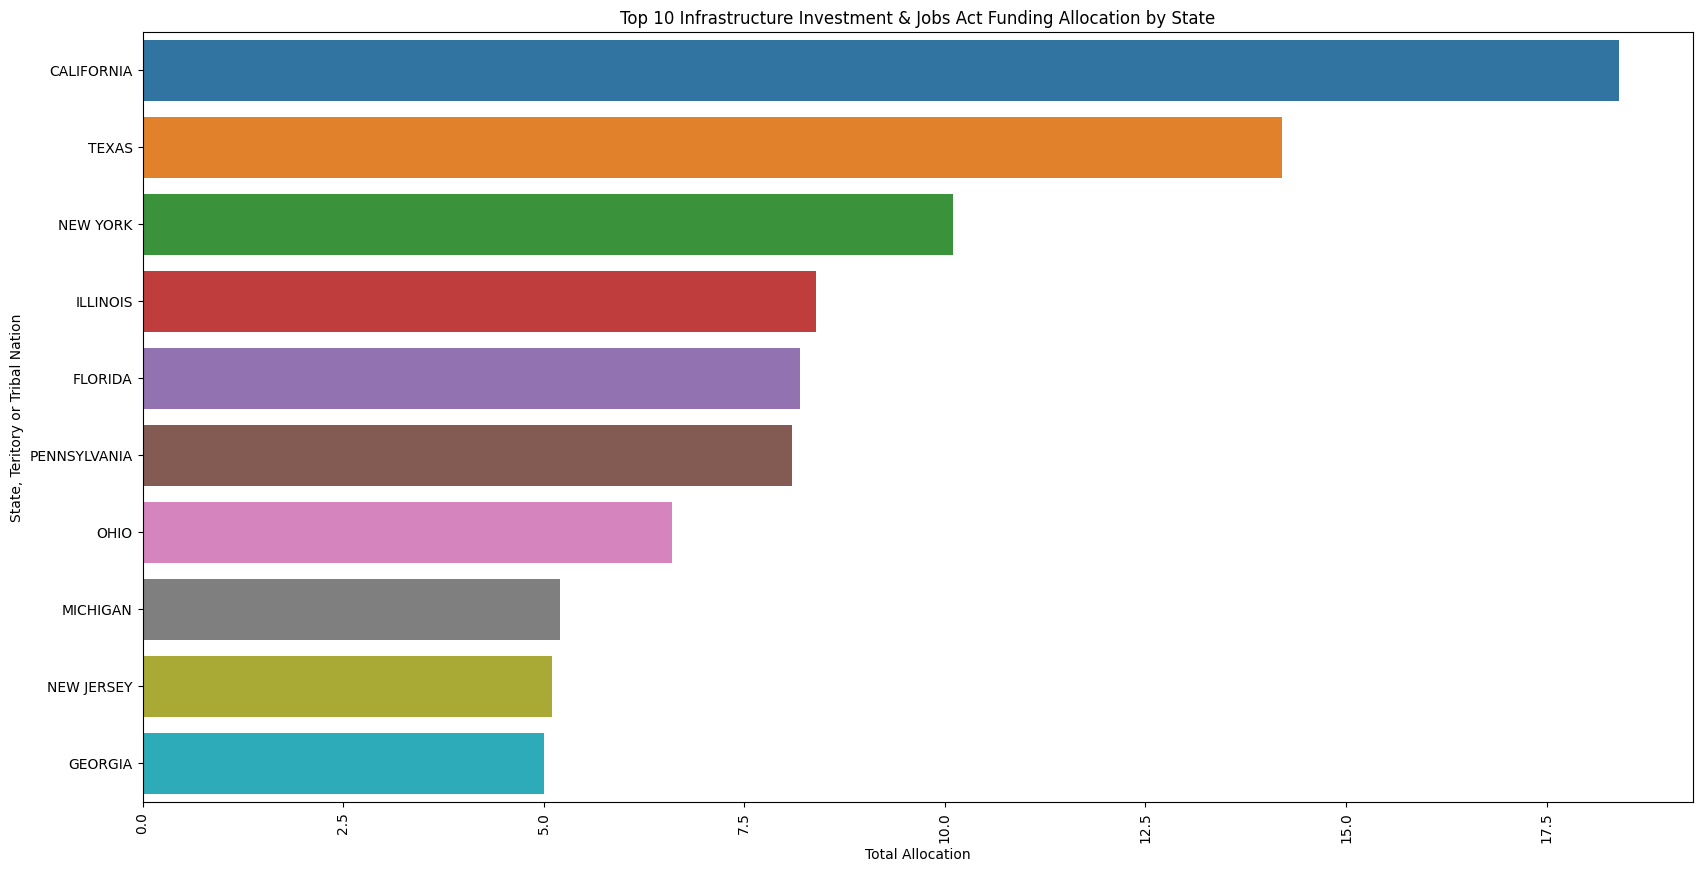 Top 10 Infrastructure Investment & Jobs Act Funding Allocation by State
State, Teritory or Tribal Nation
CALIFORNIA
TEXAS
NEW YORK
ILLINOIS
FLORIDA
PENNSYLVANIA
OHIO
MICHIGAN
NEW JERSEY
GEORGIA
0.0
2.5
5.0
7.5
10.0
12.5
15.0
17.5
Total Allocation